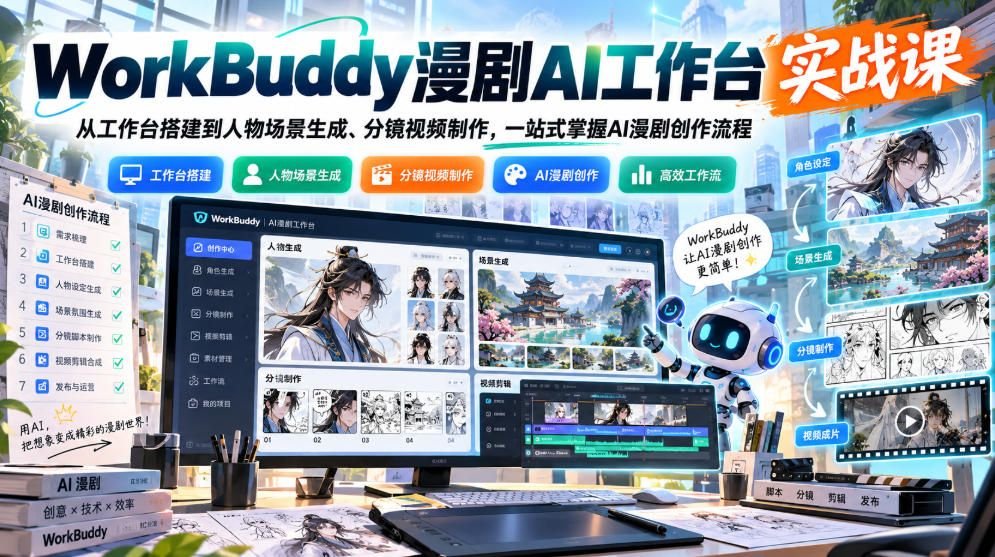 WorkBuddy漫剧AI工作台
实战课
从工作台搭建到人物场景生成、分镜视频制作，一站式掌握AI漫剧创作流程
工作台搭建
人物场景生成
分镜视频制作
AI漫剧创作
高效工作流
AI漫剧创作流程
1 需求梳理
2 工作台搭建
3 人物设定生成
4 场景氛围生成
5 分镜脚本制作
6 视频剪辑合成
7 发布与运营
用AI，
把想象变成精彩的漫剧世界！
AI 漫剧
创意×技术×效率
WorkBuddy
WorkBuddy | AI漫剧工作台
创作中心
角色生成
场景生成
分镜制作
素材管理
工作流
我的项目
人物生成
场景生成
分镜制作
01 02 03 04 04
视频剪辑
WorkBuddy
让AI漫剧创作
更简单！
角色设定
场景生成
分镜制作
视频成片
脚本 分镜 剪辑 发布